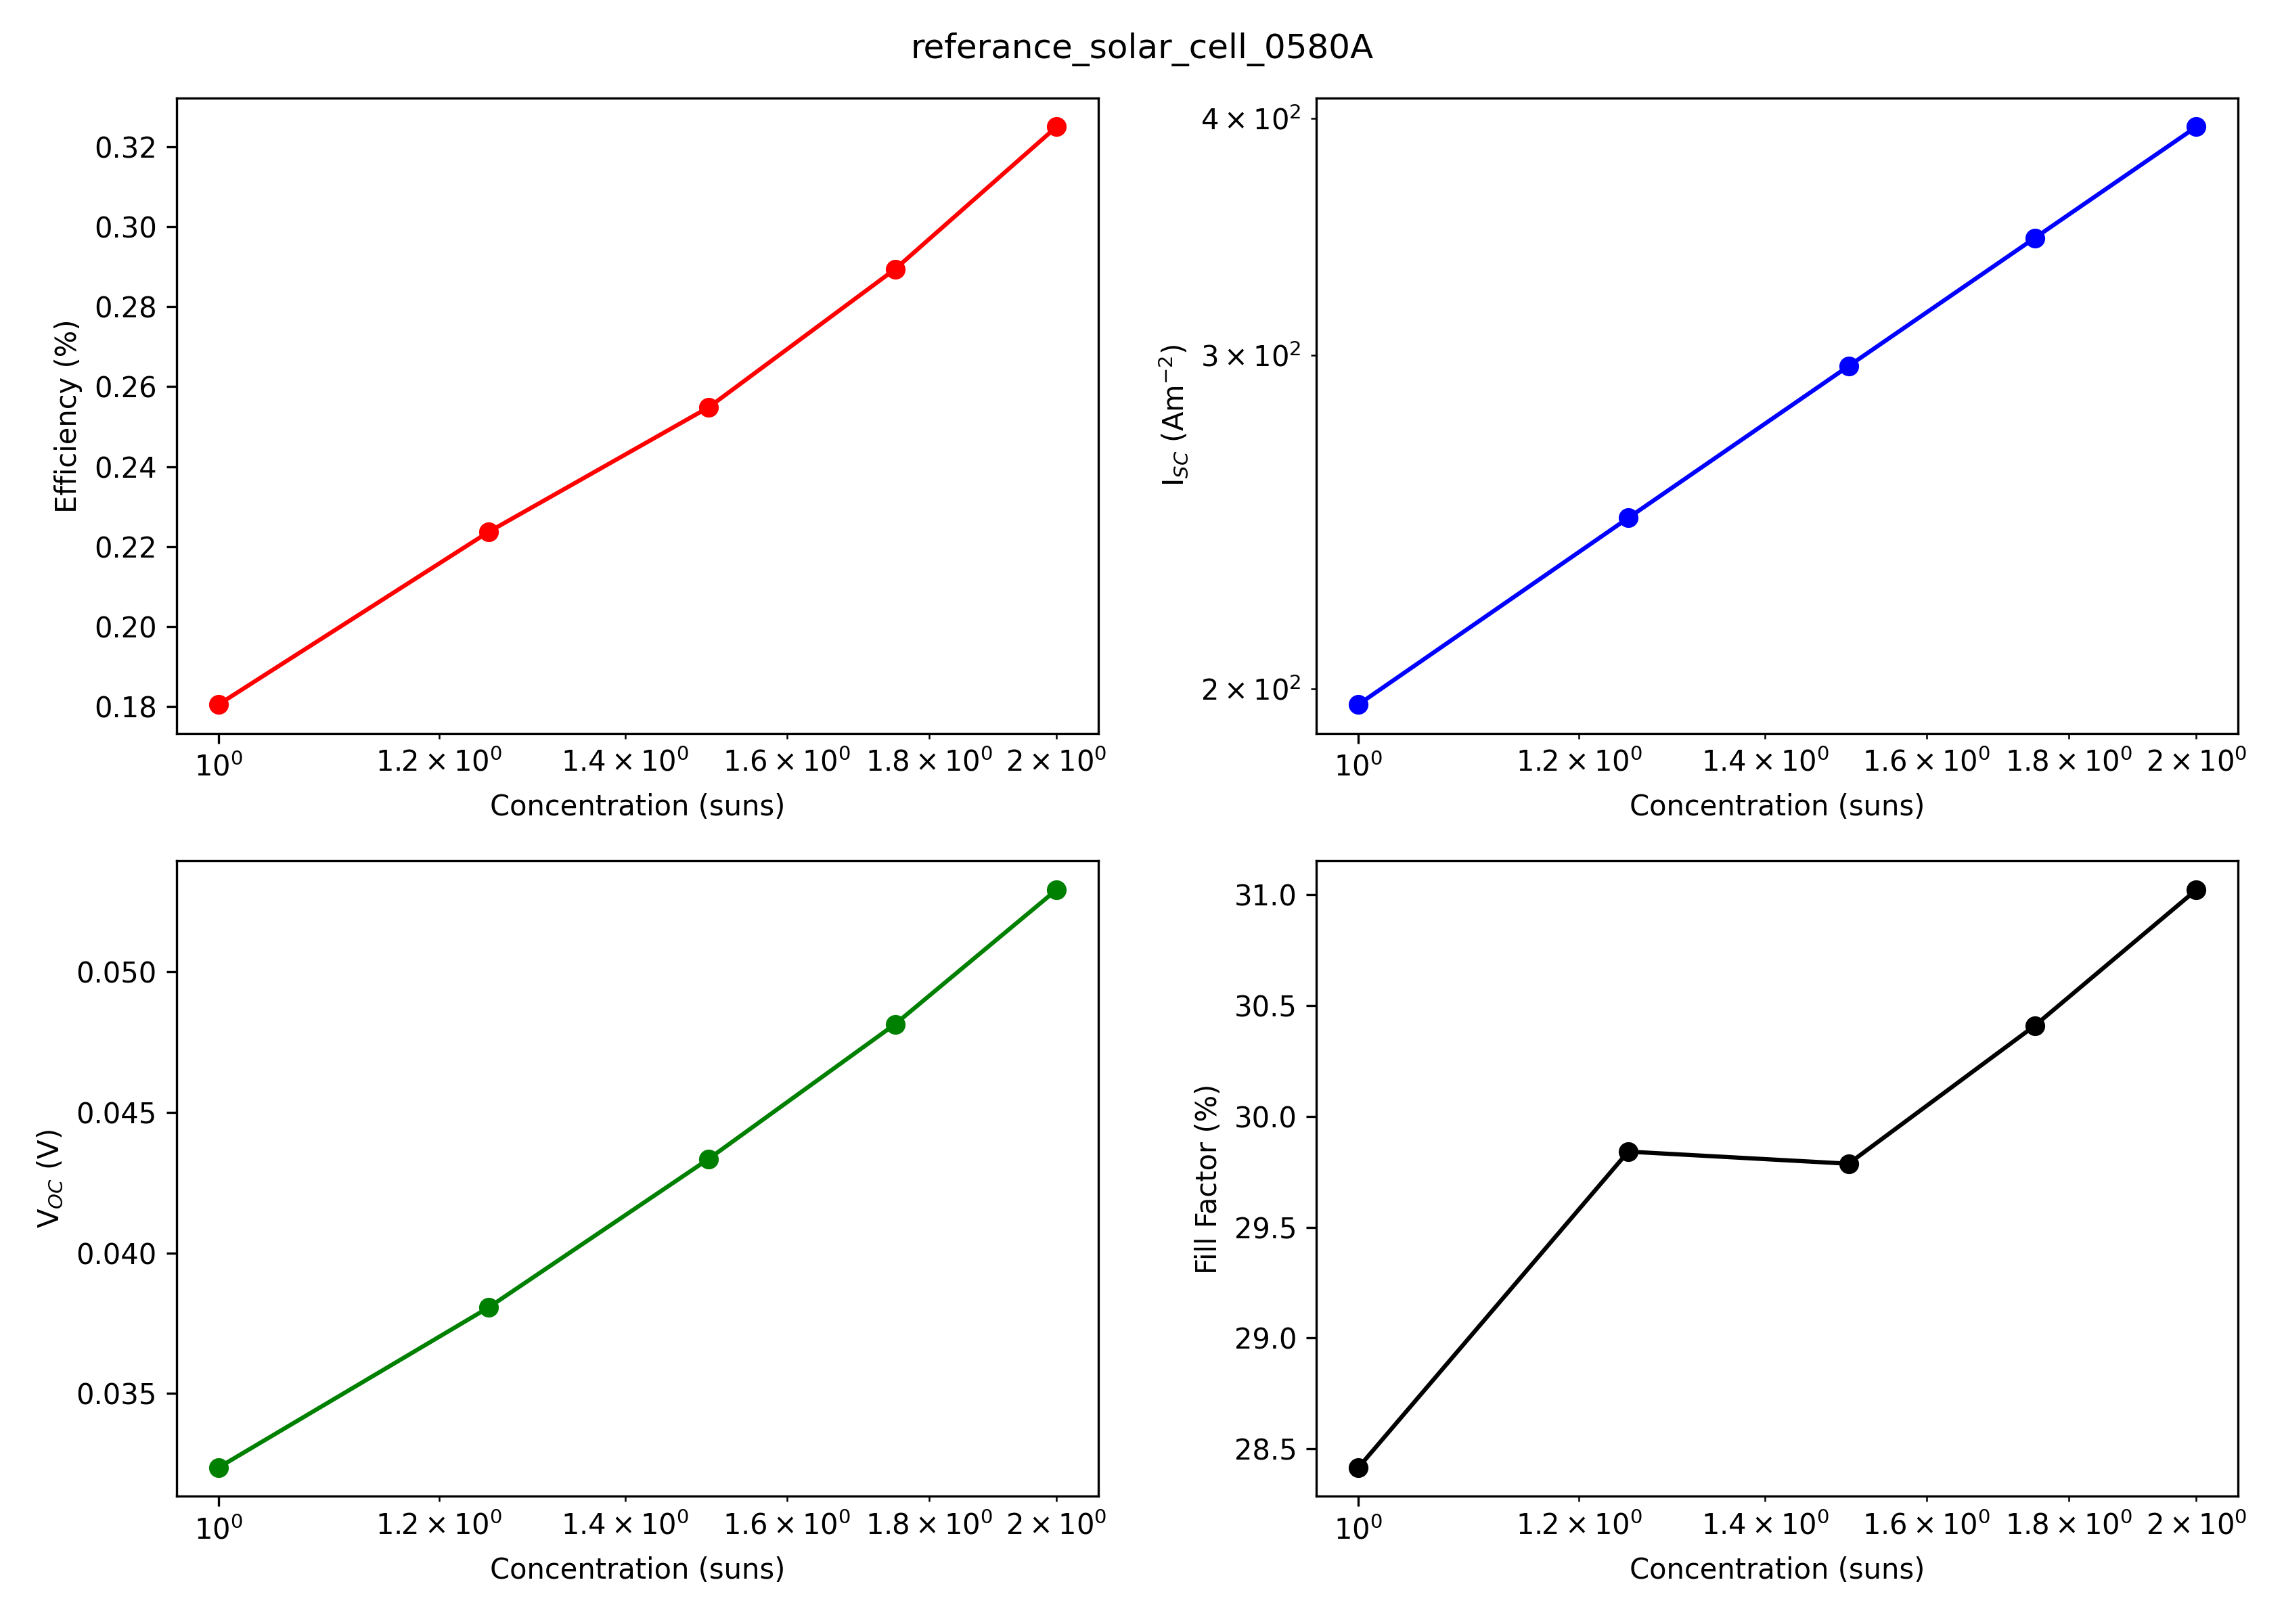 referance_solar_cell_0580A
Efficiency (%)
0.32
0.30
0.28
0.26
0.24
0.22
0.20
0.18
10⁰
1.2 × 10⁰
1.4 × 10⁰
1.6 × 10⁰
1.8 × 10⁰
2 × 10⁰
Concentration (suns)
I_SC (Am⁻²)
4 × 10²
3 × 10²
2 × 10²
10⁰
1.2 × 10⁰
1.4 × 10⁰
1.6 × 10⁰
1.8 × 10⁰
2 × 10⁰
Concentration (suns)
V_OC (V)
0.050
0.045
0.040
0.035
10⁰
1.2 × 10⁰
1.4 × 10⁰
1.6 × 10⁰
1.8 × 10⁰
2 × 10⁰
Concentration (suns)
Fill Factor (%)
31.0
30.5
30.0
29.5
29.0
28.5
10⁰
1.2 × 10⁰
1.4 × 10⁰
1.6 × 10⁰
1.8 × 10⁰
2 × 10⁰
Concentration (suns)